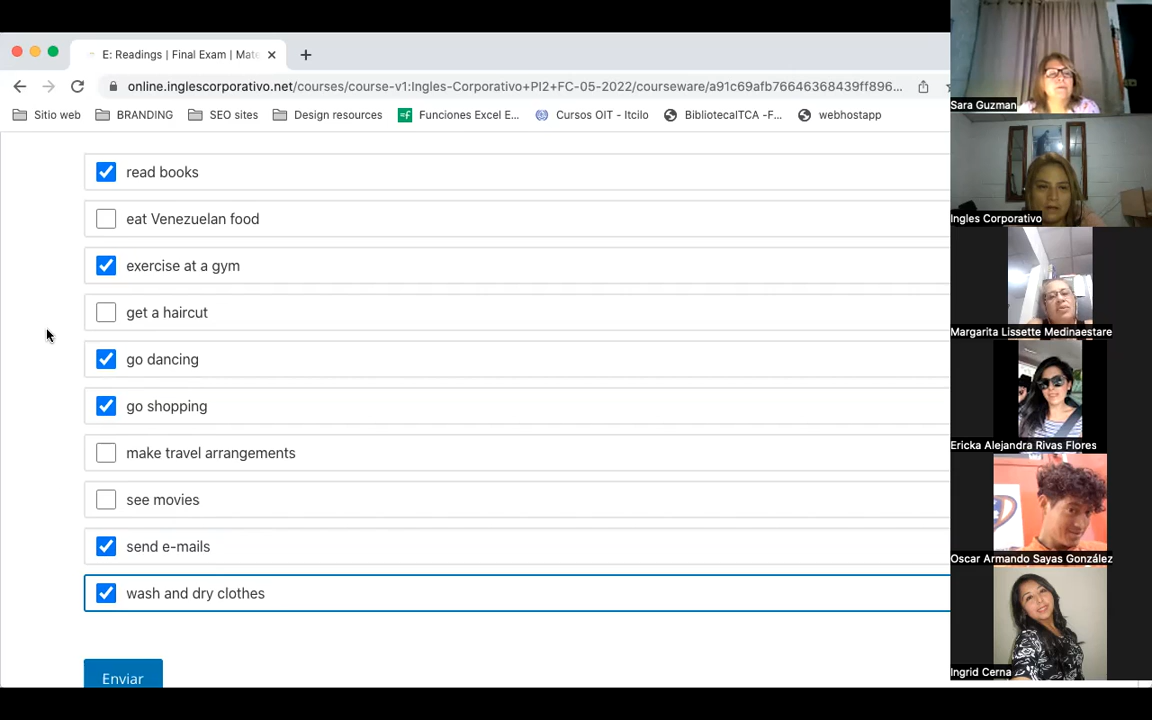 E: Readings | Final Exam | Mate
online.inglescorporativo.net/courses/course-v1:Ingles-Corporativo+PI2+FC-05-2022/courseware/a91c69afb76646368439ff896...
Sitio web BRANDING SEO sites Design resources Funciones Excel E... Cursos OIT - Itcilo BibliotecaITCA -F... webhostapp
read books
eat Venezuelan food
exercise at a gym
get a haircut
go dancing
go shopping
make travel arrangements
see movies
send e-mails
wash and dry clothes
Enviar
Sara Guzman
Ingles Corporativo
Margarita Lissette Medinaestare
Ericka Alejandra Rivas Flores
Oscar Armando Sayas González
Ingrid Cerna